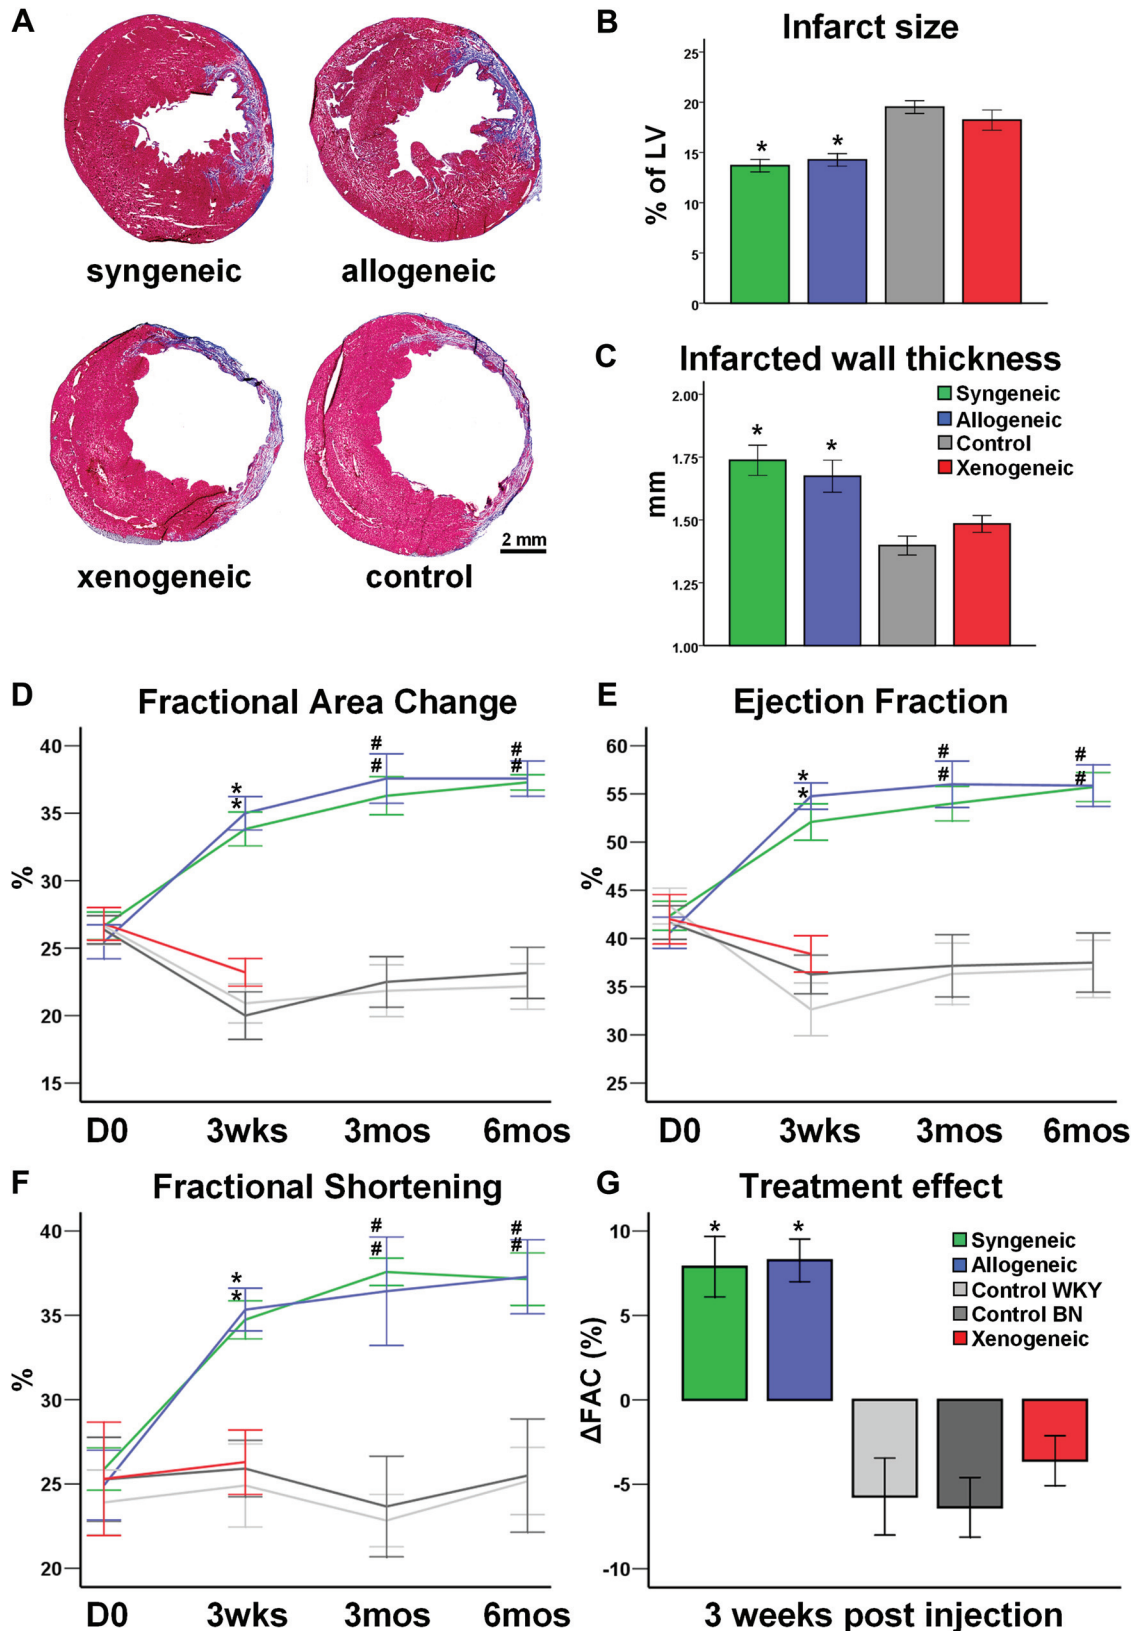 A
syngeneic
allogeneic
xenogeneic
control
2 mm
B
Infarct size
% of LV
25
20
15
10
5
0
*
*
C
Infarcted wall thickness
mm
2.00
1.75
1.50
1.25
1.00
*
*
Syngeneic
Allogeneic
Control
Xenogeneic
D
Fractional Area Change
%
40
35
30
25
20
15
*
*
#
#
#
#
D0
3wks
3mos
6mos
E
Ejection Fraction
%
60
55
50
45
40
35
30
25
*
*
#
#
#
#
D0
3wks
3mos
6mos
F
Fractional Shortening
%
40
35
30
25
20
*
*
#
#
#
#
D0
3wks
3mos
6mos
G
Treatment effect
ΔFAC (%)
10
5
0
-5
-10
*
*
Syngeneic
Allogeneic
Control WKY
Control BN
Xenogeneic
3 weeks post injection